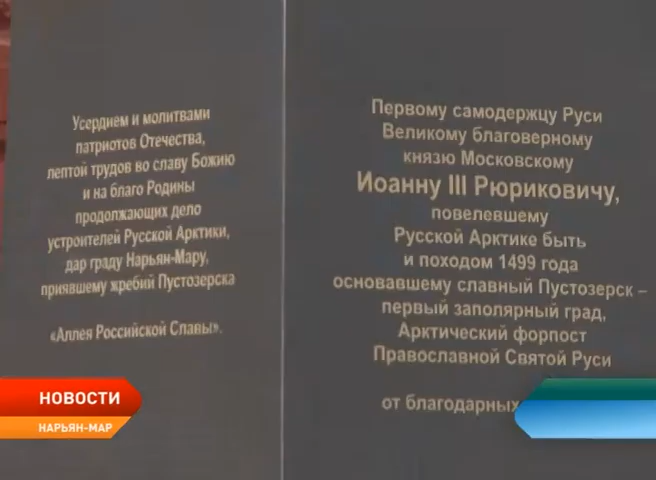 Усердием и молитвами
патриотов Отечества,
лептой трудов во славу Божию
и на благо Родины
продолжающих дело
устроителей Русской Арктики,
дар граду Нарьян-Мару,
приявшему жребий Пустозерска
«Аллея Российской Славы».
Первому самодержцу Руси
Великому благоверному
князю Московскому
Иоанну III Рюриковичу,
повелевшему
Русской Арктике быть
и походом 1499 года
основавшему славный Пустозерск –
первый заполярный град,
Арктический форпост
Православной Святой Руси
от благодарных
НОВОСТИ
НАРЬЯН-МАР